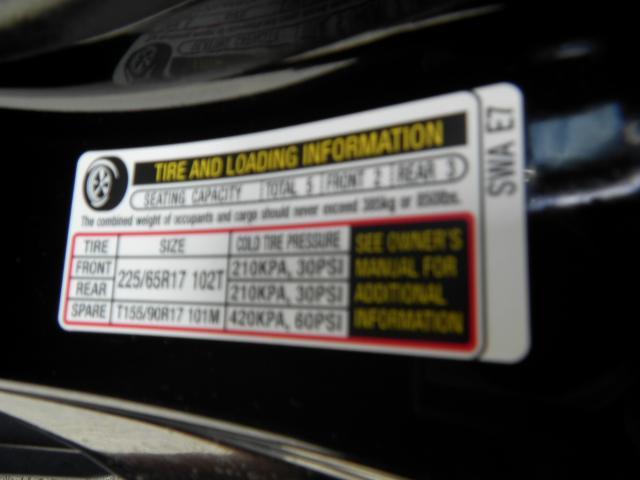 TIRE AND LOADING INFORMATION
SEATING CAPACITY TOTAL 5 FRONT 2 REAR 3
The combined weight of occupants and cargo should never exceed 385kg or 850lbs.
TIRE SIZE COLD TIRE PRESSURE SEE OWNER'S MANUAL FOR ADDITIONAL INFORMATION
FRONT 225/65R17 102T 210KPA, 30PSI
REAR 210KPA, 30PSI
SPARE T155/90R17 101M 420KPA, 60PSI
SWA E7